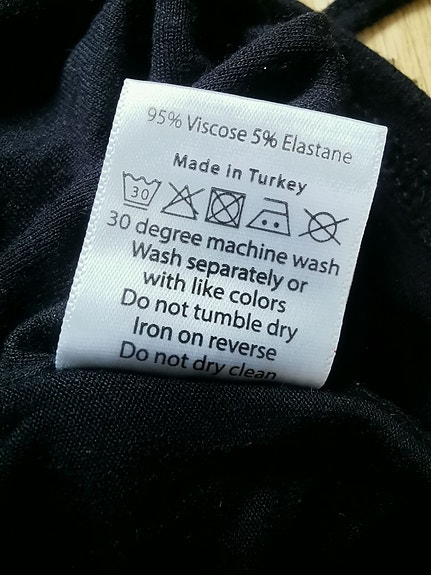 95% Viscose 5% Elastane
Made in Turkey
30
30 degree machine wash
Wash separately or
with like colors
Do not tumble dry
Iron on reverse
Do not dry clean